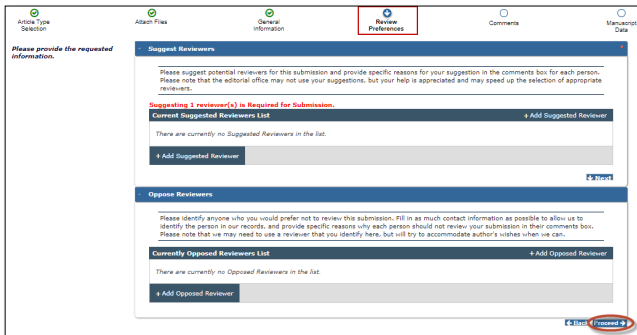 Article Type
Selection
Attach Files
General
Information
Review
Preferences
Comments
Manuscript
Data
Please provide the requested
information.
- Suggest Reviewers *
Please suggest potential reviewers for this submission and provide specific reasons for your suggestion in the comments box for each person.
Please note that the editorial office may not use your suggestions, but your help is appreciated and may speed up the selection of appropriate
reviewers.
Suggesting 1 reviewer(s) is Required for Submission.
Current Suggested Reviewers List + Add Suggested Reviewer
There are currently no Suggested Reviewers in the list.
+ Add Suggested Reviewer
Next
- Oppose Reviewers
Please identify anyone who you would prefer not to review this submission. Fill in as much contact information as possible to allow us to
identify the person in our records, and provide specific reasons why each person should not review your submission in their comments box.
Please note that we may need to use a reviewer that you identify here, but will try to accommodate author's wishes when we can.
Currently Opposed Reviewers List + Add Opposed Reviewer
There are currently no Opposed Reviewers in the list.
+ Add Opposed Reviewer
Back Proceed